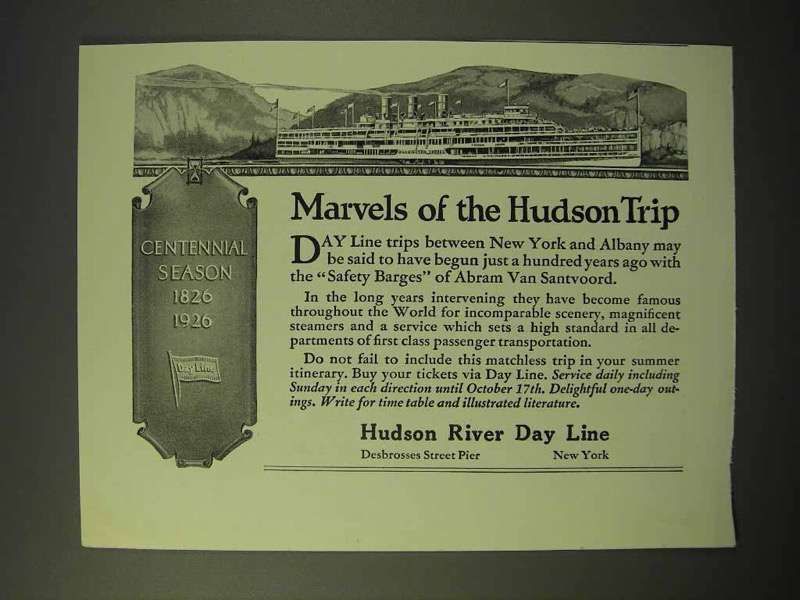 CENTENNIAL
SEASON
1826
1926
Day Line
Marvels of the Hudson Trip
DAY Line trips between New York and Albany may
be said to have begun just a hundred years ago with
the "Safety Barges" of Abram Van Santvoord.
In the long years intervening they have become famous
throughout the World for incomparable scenery, magnificent
steamers and a service which sets a high standard in all de-
partments of first class passenger transportation.
Do not fail to include this matchless trip in your summer
itinerary. Buy your tickets via Day Line. Service daily including
Sunday in each direction until October 17th. Delightful one-day out-
ings. Write for time table and illustrated literature.
Hudson River Day Line
Desbrosses Street Pier New York